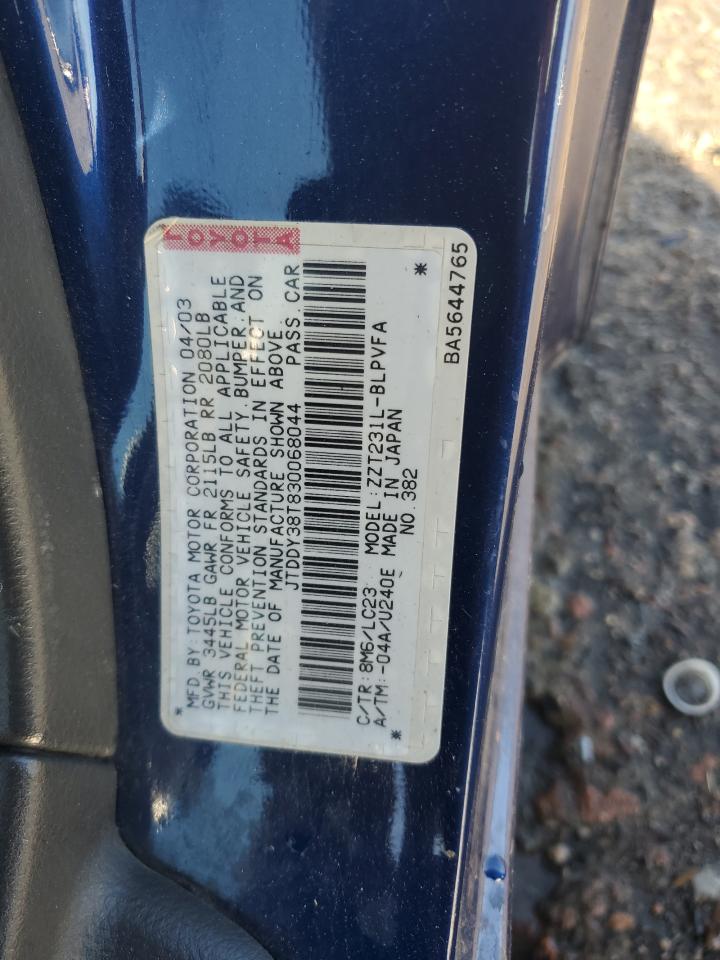 TOYOTA
*MFD BY:TOYOTA MOTOR CORPORATION 04/03
GVWR 3445LB GAWR FR 2115LB RR 2080LB
THIS VEHICLE CONFORMS TO ALL APPLICABLE
FEDERAL MOTOR VEHICLE SAFETY,BUMPER,AND
THEFT PREVENTION STANDARDS IN EFFECT ON
THE DATE OF MANUFACTURE SHOWN ABOVE
JTDDY38T830068044 PASS. CAR
C/TR:8M6/LC23 MODEL:ZZT231L-BLPVFA *
A/TM:-04A/U240E MADE IN JAPAN
* NO.382
BA5644765